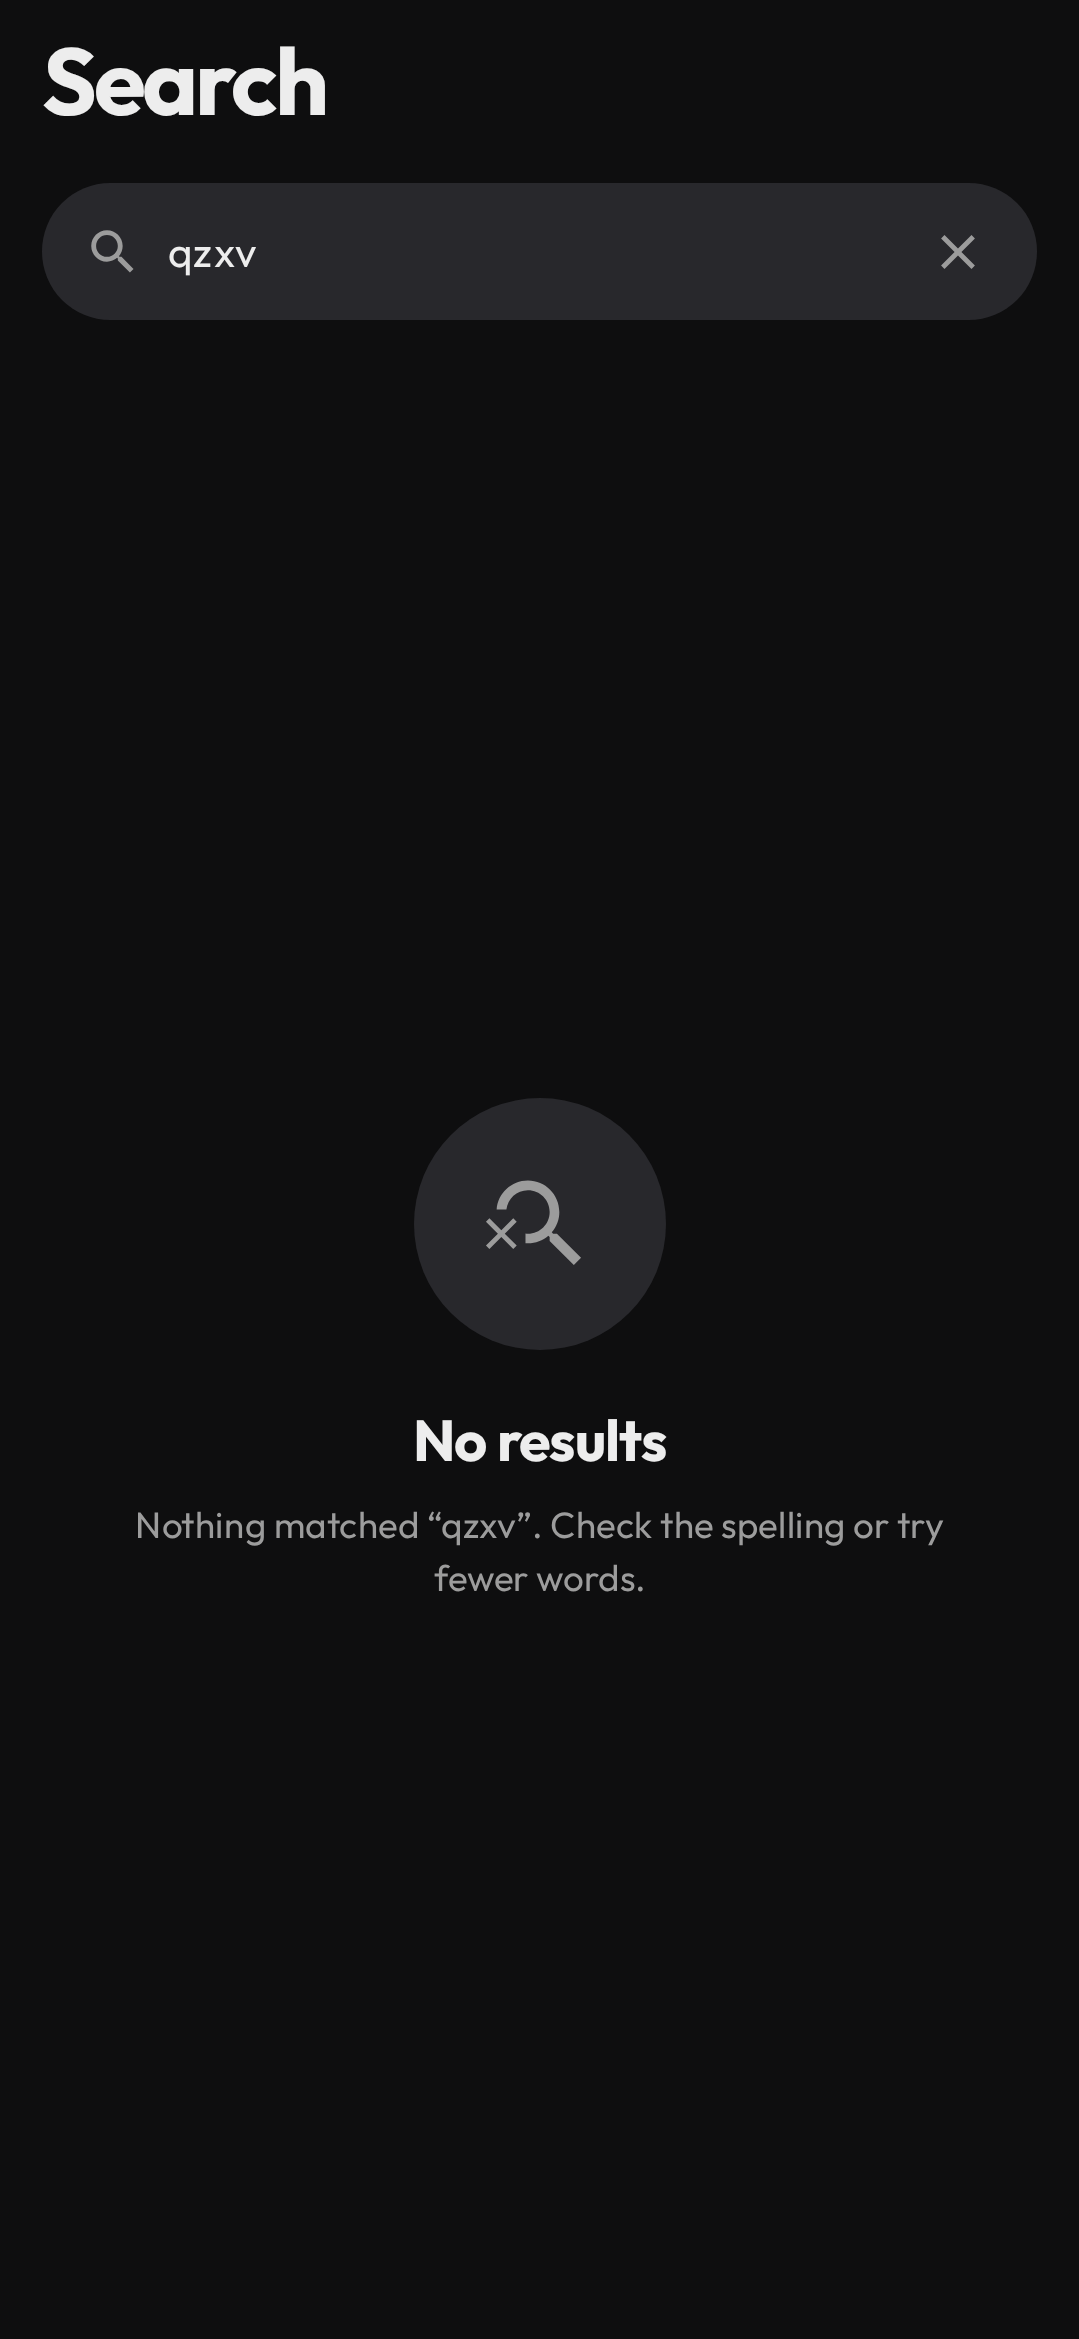 Search
qzxv
No results
Nothing matched “qzxv”. Check the spelling or try
fewer words.